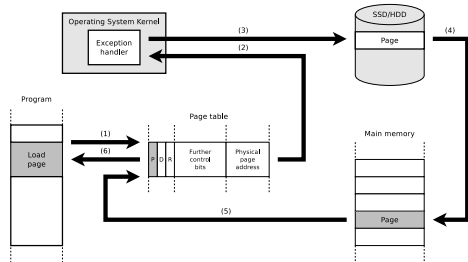 Operating System Kernel
Exception
handler
(3)
(2)
SSD/HDD
Page
(4)
Program
Load
page
(1)
(6)
Page table
P D R
Further
control
bits
Physical
page
address
(5)
Main memory
Page